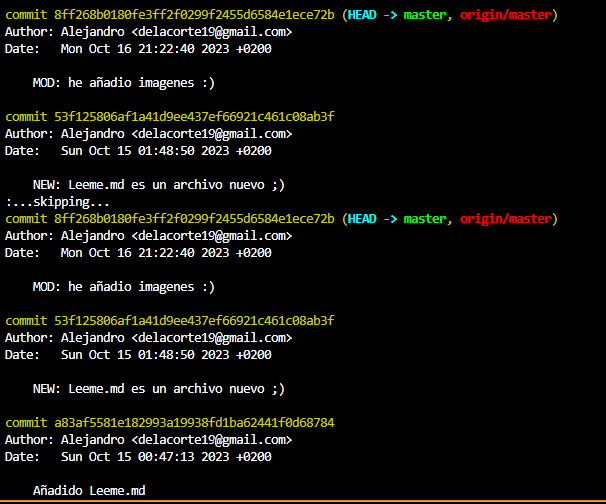 commit 8ff268b0180fe3ff2f0299f2455d6584e1ece72b (HEAD -> master, origin/master)
Author: Alejandro <delacorte19@gmail.com>
Date:   Mon Oct 16 21:22:40 2023 +0200

    MOD: he añadio imagenes :)

commit 53f125806af1a41d9ee437ef66921c461c08ab3f
Author: Alejandro <delacorte19@gmail.com>
Date:   Sun Oct 15 01:48:50 2023 +0200

    NEW: Leeme.md es un archivo nuevo ;)
:...skipping...
commit 8ff268b0180fe3ff2f0299f2455d6584e1ece72b (HEAD -> master, origin/master)
Author: Alejandro <delacorte19@gmail.com>
Date:   Mon Oct 16 21:22:40 2023 +0200

    MOD: he añadio imagenes :)

commit 53f125806af1a41d9ee437ef66921c461c08ab3f
Author: Alejandro <delacorte19@gmail.com>
Date:   Sun Oct 15 01:48:50 2023 +0200

    NEW: Leeme.md es un archivo nuevo ;)

commit a83af5581e182993a19938fd1ba62441f0d68784
Author: Alejandro <delacorte19@gmail.com>
Date:   Sun Oct 15 00:47:13 2023 +0200

    Añadido Leeme.md